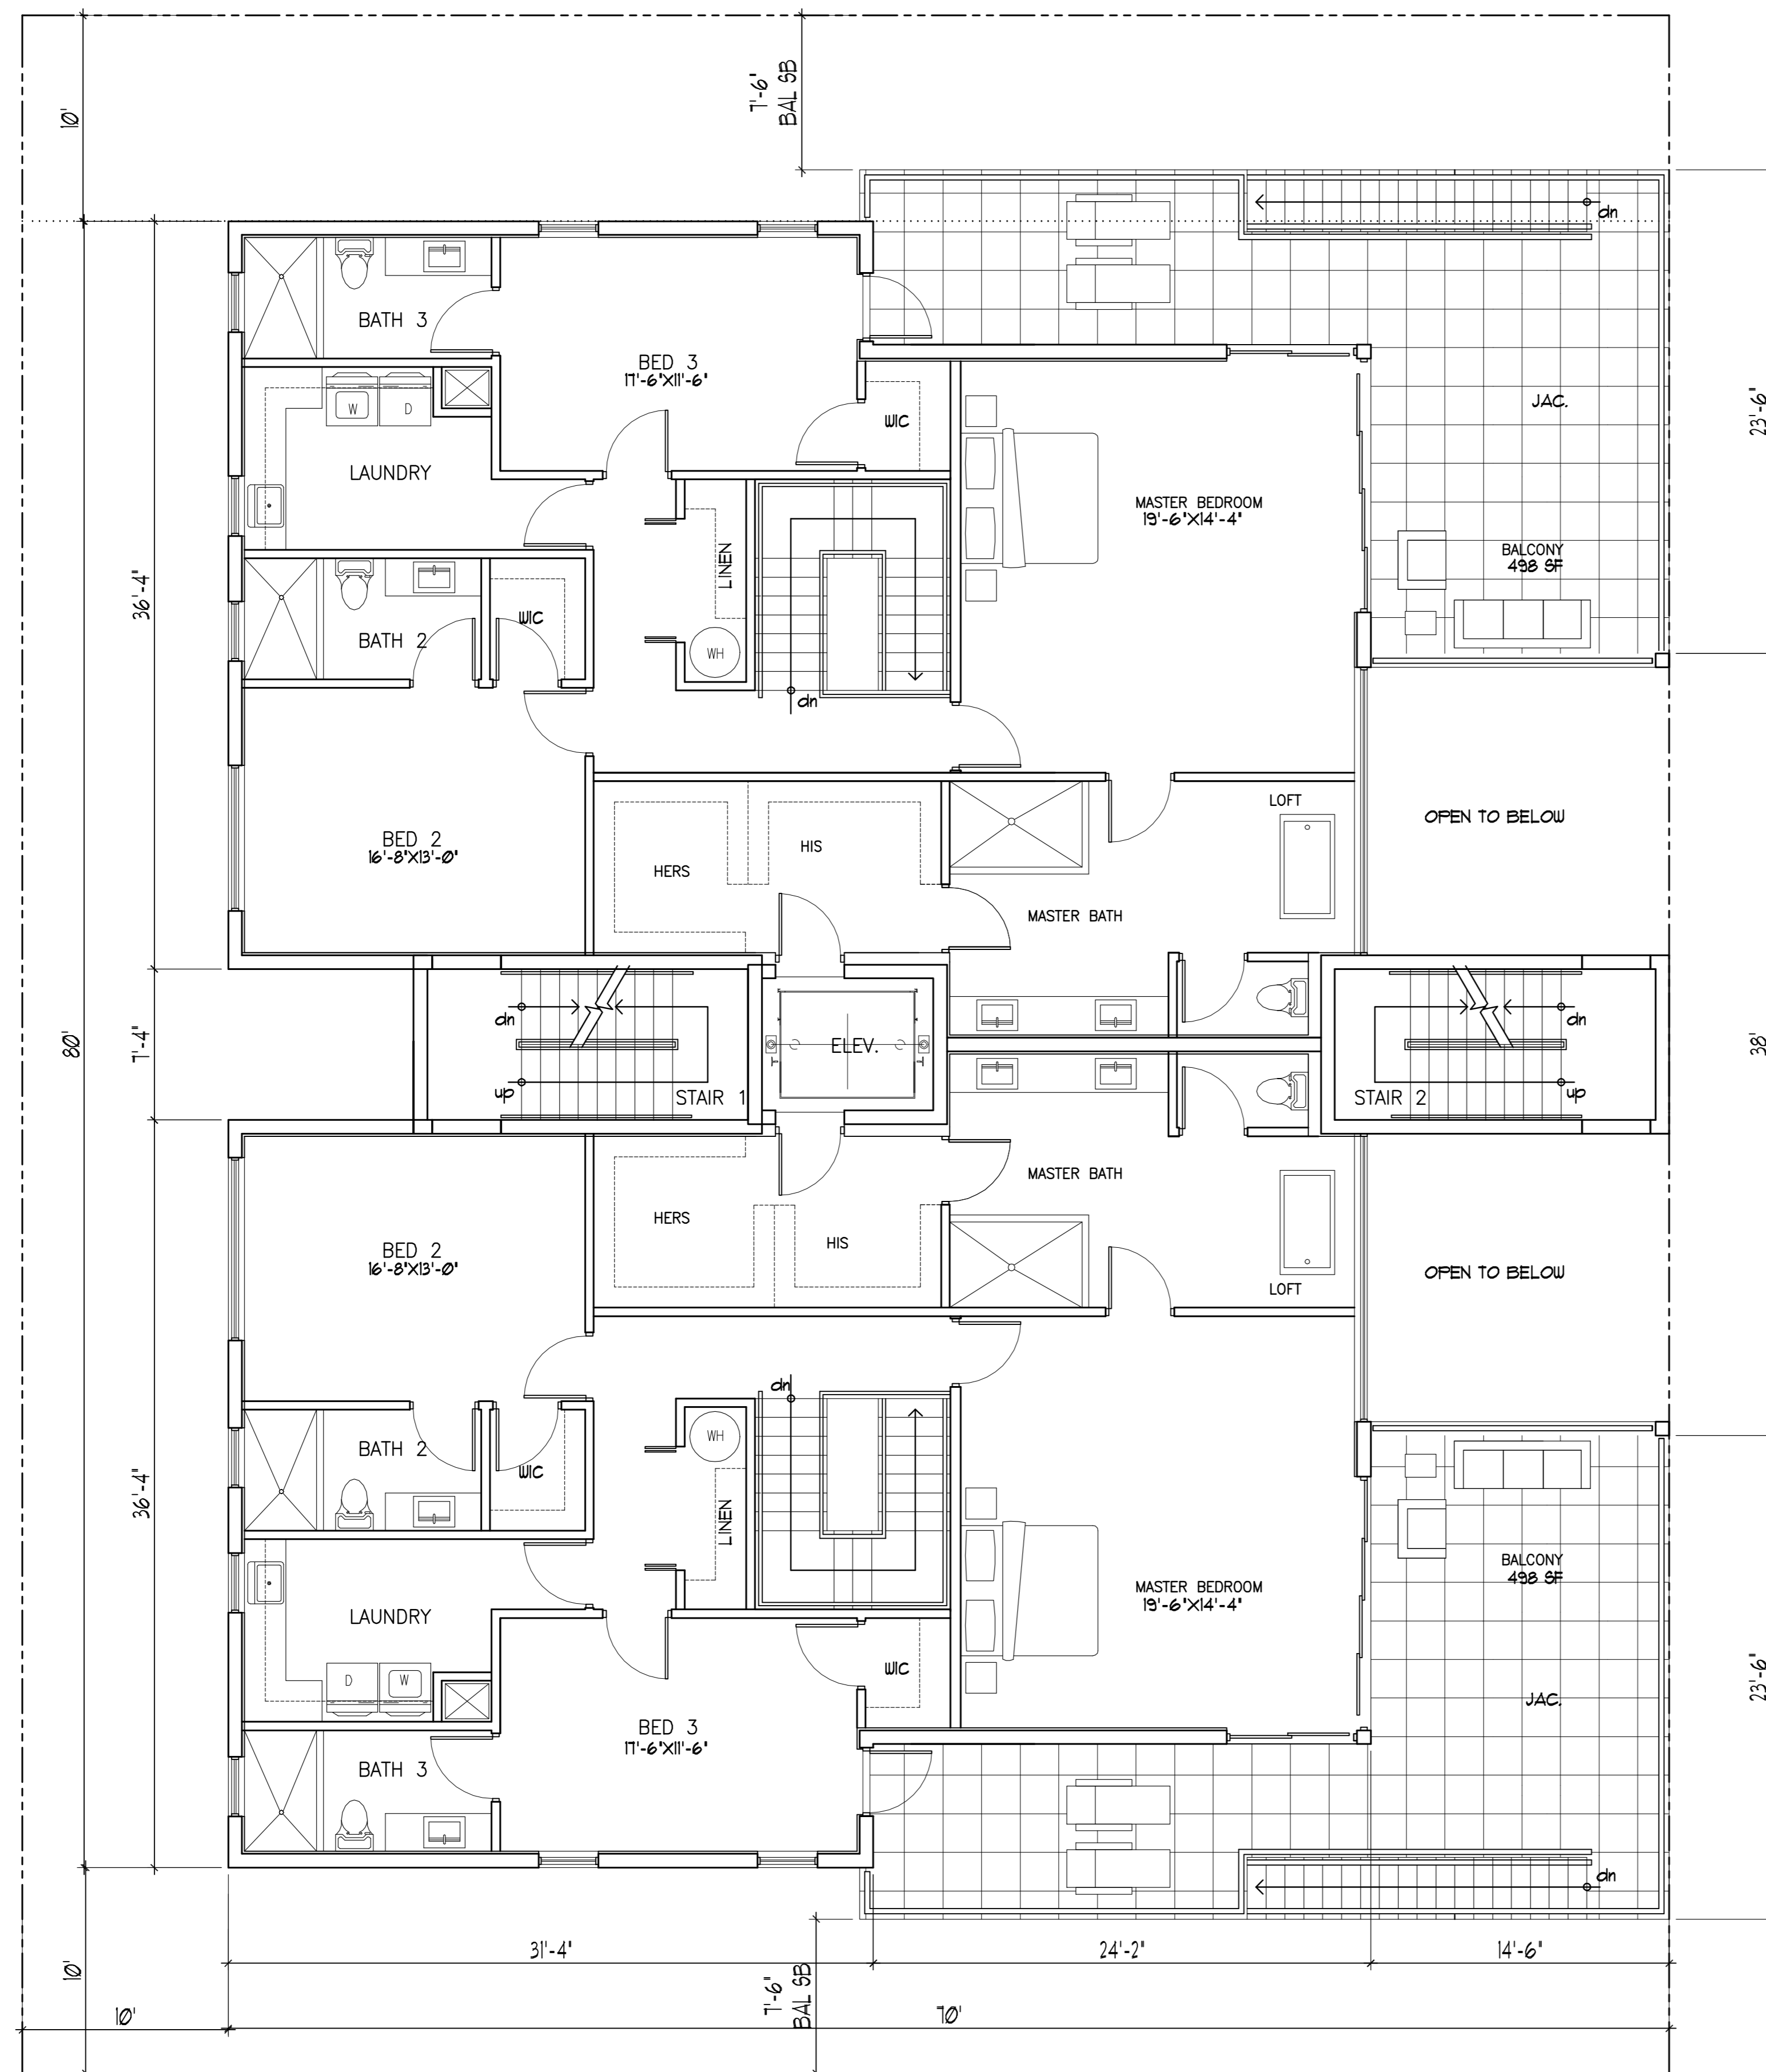 7'-6"
BAL SB
10'
dn
BATH 3
BED 3
17'-6"X11'-6"
WIC
JAC.
23'-6"
W
D
LAUNDRY
MASTER BEDROOM
19'-6"X14'-4"
LINEN
BALCONY
498 SF
36'-4"
BATH 2
WIC
WH
dn
BED 2
16'-8"X13'-0"
HERS
HIS
LOFT
OPEN TO BELOW
MASTER BATH
80'
7'-4"
dn
up
STAIR 1
ELEV.
STAIR 2
dn
up
38'
MASTER BATH
HERS
HIS
LOFT
OPEN TO BELOW
BED 2
16'-8"X13'-0"
dn
WH
BATH 2
WIC
LINEN
36'-4"
BALCONY
498 SF
MASTER BEDROOM
19'-6"X14'-4"
LAUNDRY
D
W
WIC
JAC.
23'-6"
BED 3
17'-6"X11'-6"
BATH 3
dn
31'-4"
24'-2"
14'-6"
10'
7'-6"
BAL SB
10'
70'